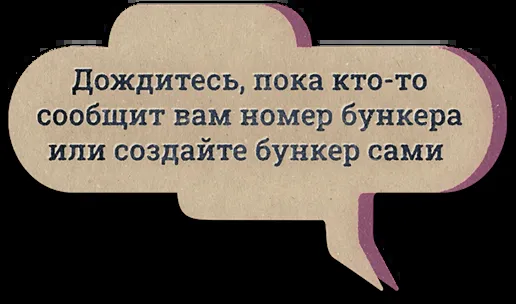 Дождитесь, пока кто-то
сообщит вам номер бункера
или создайте бункер сами